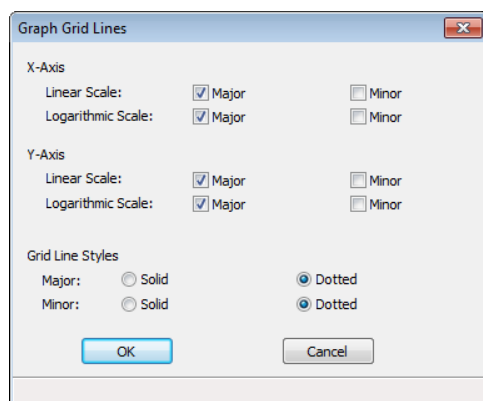 Graph Grid Lines
X-Axis
Linear Scale: Major Minor
Logarithmic Scale: Major Minor
Y-Axis
Linear Scale: Major Minor
Logarithmic Scale: Major Minor
Grid Line Styles
Major: Solid Dotted
Minor: Solid Dotted
OK Cancel